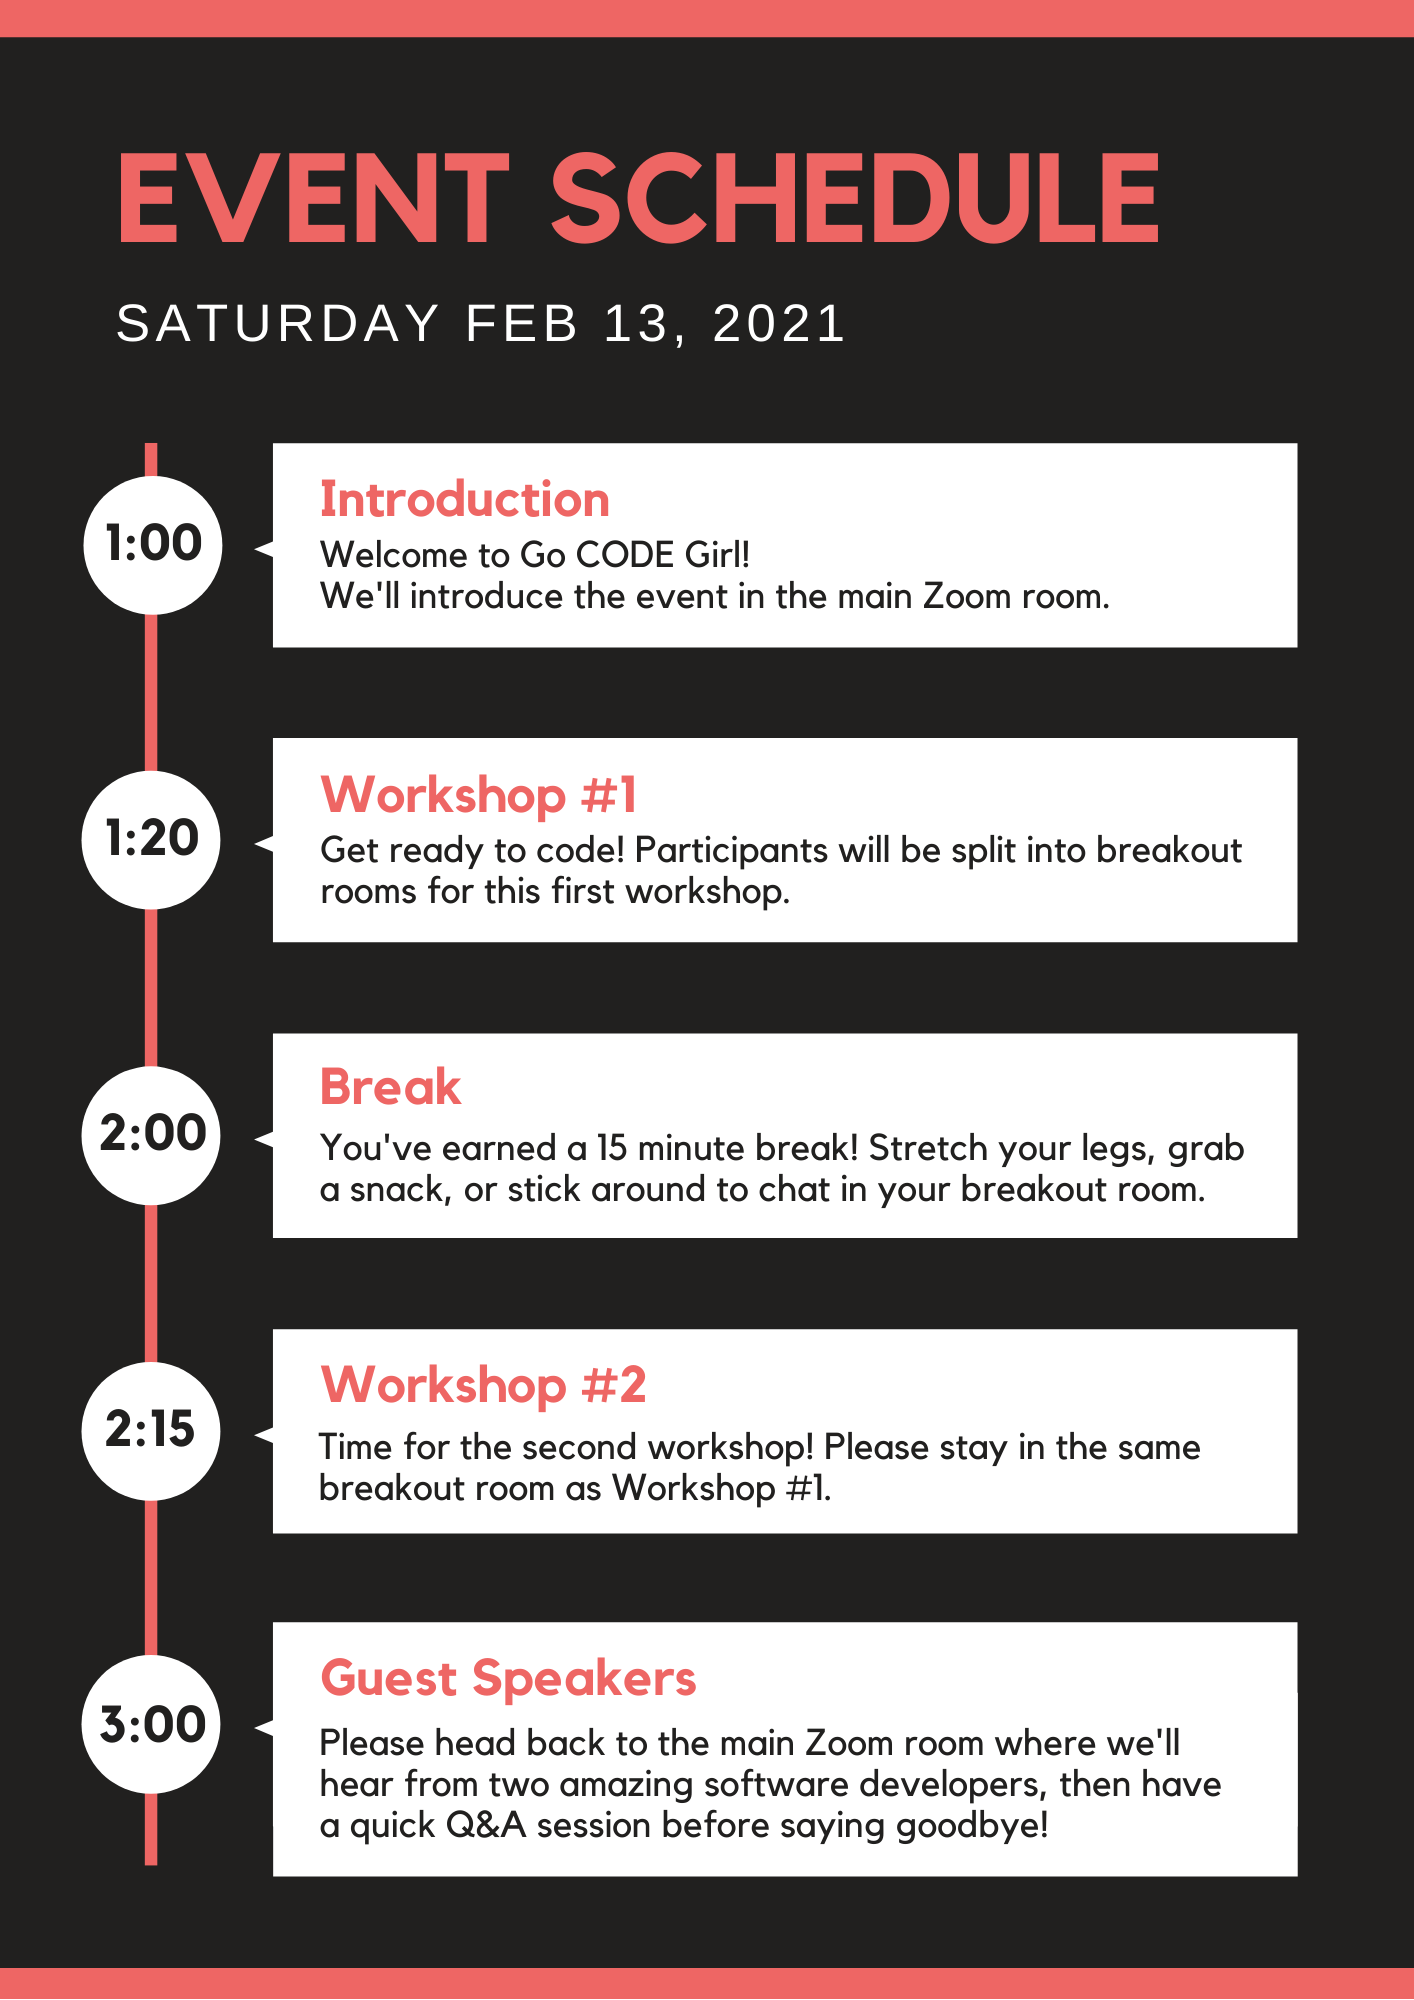 EVENT SCHEDULE
SATURDAY FEB 13, 2021
1:00
Introduction
Welcome to Go CODE Girl!
We'll introduce the event in the main Zoom room.
1:20
Workshop #1
Get ready to code! Participants will be split into breakout
rooms for this first workshop.
2:00
Break
You've earned a 15 minute break! Stretch your legs, grab
a snack, or stick around to chat in your breakout room.
2:15
Workshop #2
Time for the second workshop! Please stay in the same
breakout room as Workshop #1.
3:00
Guest Speakers
Please head back to the main Zoom room where we'll
hear from two amazing software developers, then have
a quick Q&A session before saying goodbye!